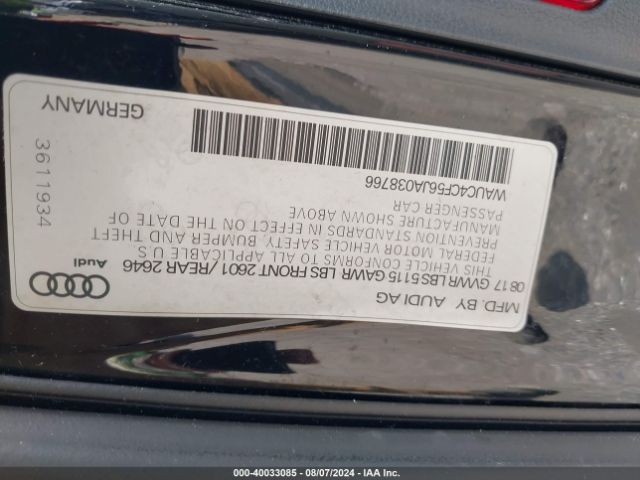 MFD. BY AUDI AG
08 17 GVWR LBS 5115 GAWR LBS FRONT 2601 / REAR 2646
THIS VEHICLE CONFORMS TO ALL APPLICABLE U.S.
FEDERAL MOTOR VEHICLE SAFETY, BUMPER AND THEFT
PREVENTION STANDARDS IN EFFECT ON THE DATE OF
MANUFACTURE SHOWN ABOVE
PASSENGER CAR
WAUC4CF56JA038766
Audi
3611934
GERMANY
000-40033085 - 08/07/2024 - IAA Inc.